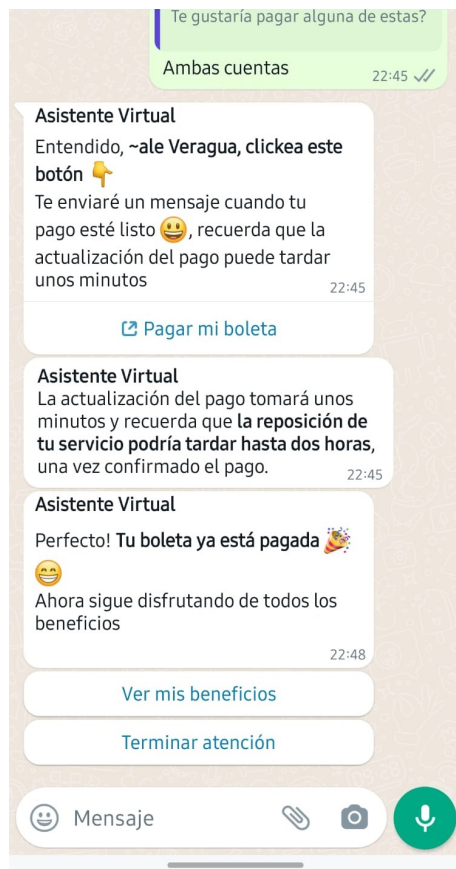 Te gustaría pagar alguna de estas?
Ambas cuentas
22:45
Asistente Virtual
Entendido, ~ale Veragua, clickea este
botón 👇
Te enviaré un mensaje cuando tu
pago esté listo 😃, recuerda que la
actualización del pago puede tardar
unos minutos
22:45
Pagar mi boleta
Asistente Virtual
La actualización del pago tomará unos
minutos y recuerda que la reposición de
tu servicio podría tardar hasta dos horas,
una vez confirmado el pago.
22:45
Asistente Virtual
Perfecto! Tu boleta ya está pagada 🎉
😄
Ahora sigue disfrutando de todos los
beneficios
22:48
Ver mis beneficios
Terminar atención
Mensaje